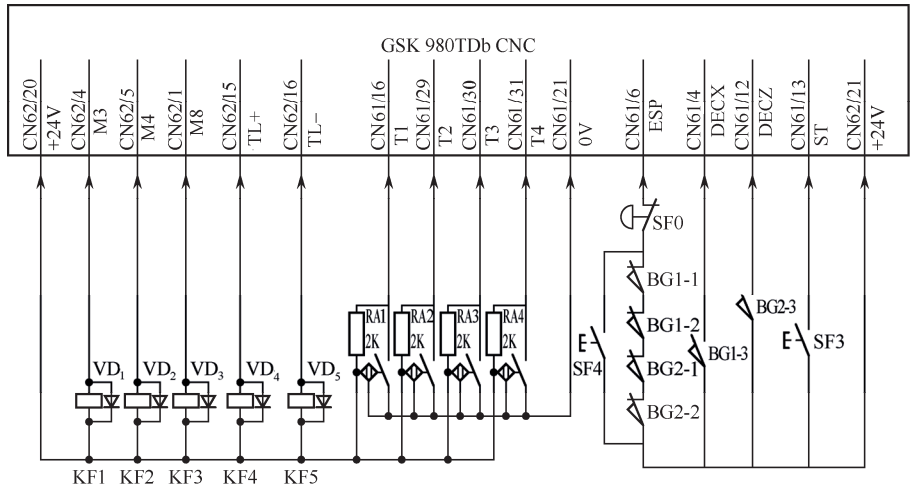 GSK 980TDb CNC
CN62/20
+24V
CN62/4
M3
CN62/5
M4
CN62/1
M8
CN62/15
TL+
CN62/16
TL−
CN61/16
T1
CN61/29
T2
CN61/30
T3
CN61/31
T4
CN61/21
0V
CN61/6
ESP
CN61/4
DECX
CN61/12
DECZ
CN61/13
ST
CN62/21
+24V
SF0
BG1-1
BG1-2
BG2-1
BG2-2
SF4
BG1-3
BG2-3
SF3
RA1
2K
RA2
2K
RA3
2K
RA4
2K
VD1
VD2
VD3
VD4
VD5
KF1 KF2 KF3 KF4 KF5